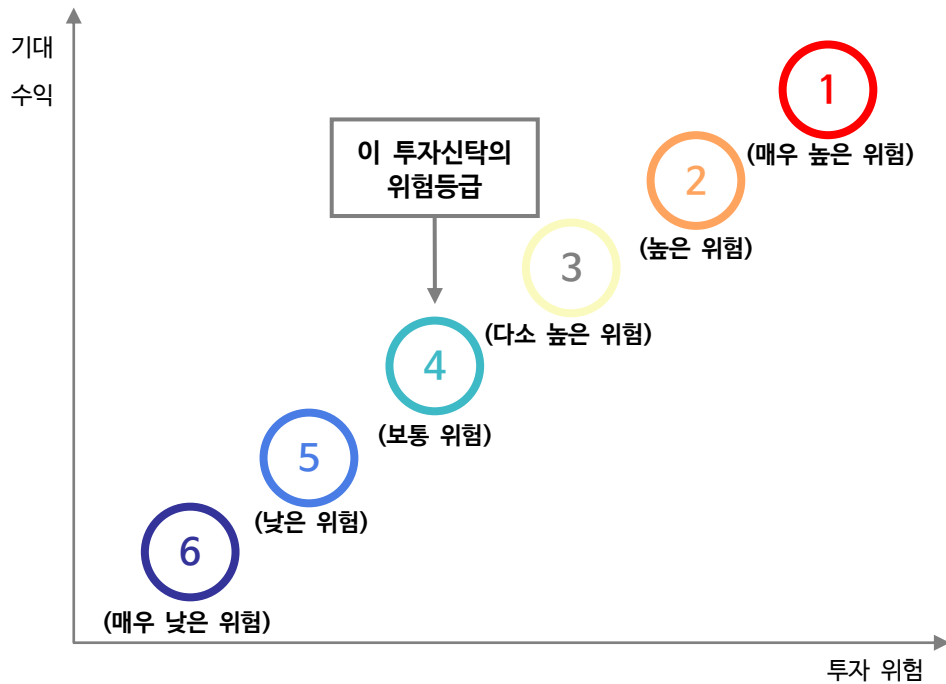 기대
수익
1
(매우 높은 위험)
이 투자신탁의
위험등급
2
(높은 위험)
3
(다소 높은 위험)
4
(보통 위험)
5
(낮은 위험)
6
(매우 낮은 위험)
투자 위험